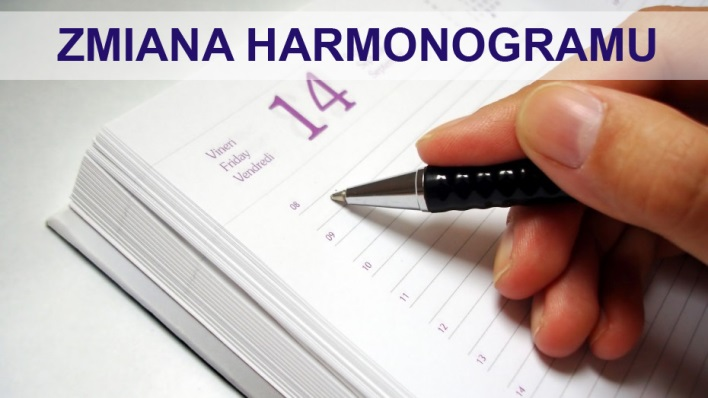 ZMIANA HARMONOGRAMU
14
Vineri
Friday
Vendredi
08
09
10
11
12
13
14